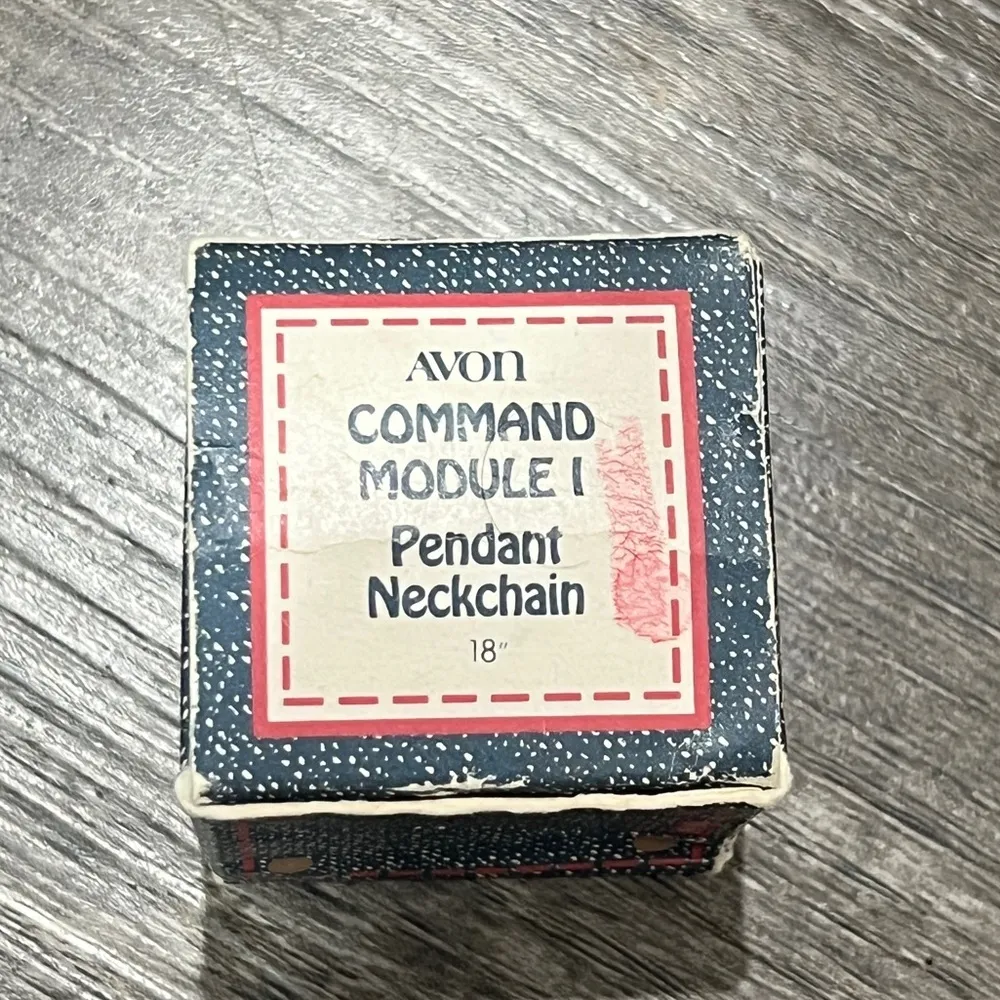 AVON
COMMAND
MODULE I
Pendant
Neckchain
18"